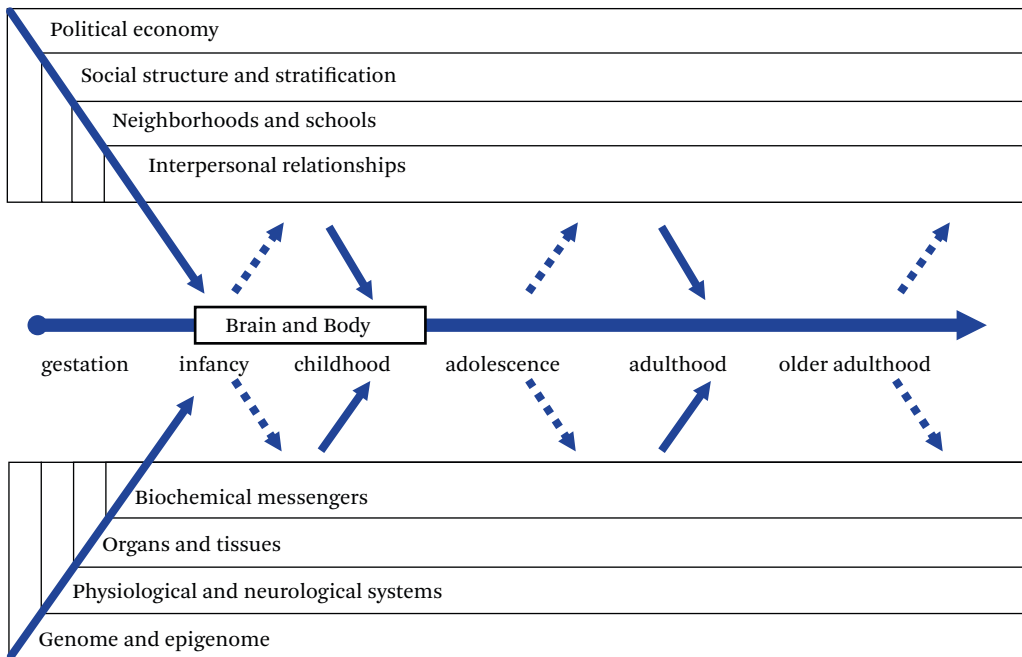 Political economy
Social structure and stratification
Neighborhoods and schools
Interpersonal relationships
Brain and Body
gestation infancy childhood adolescence adulthood older adulthood
Biochemical messengers
Organs and tissues
Physiological and neurological systems
Genome and epigenome